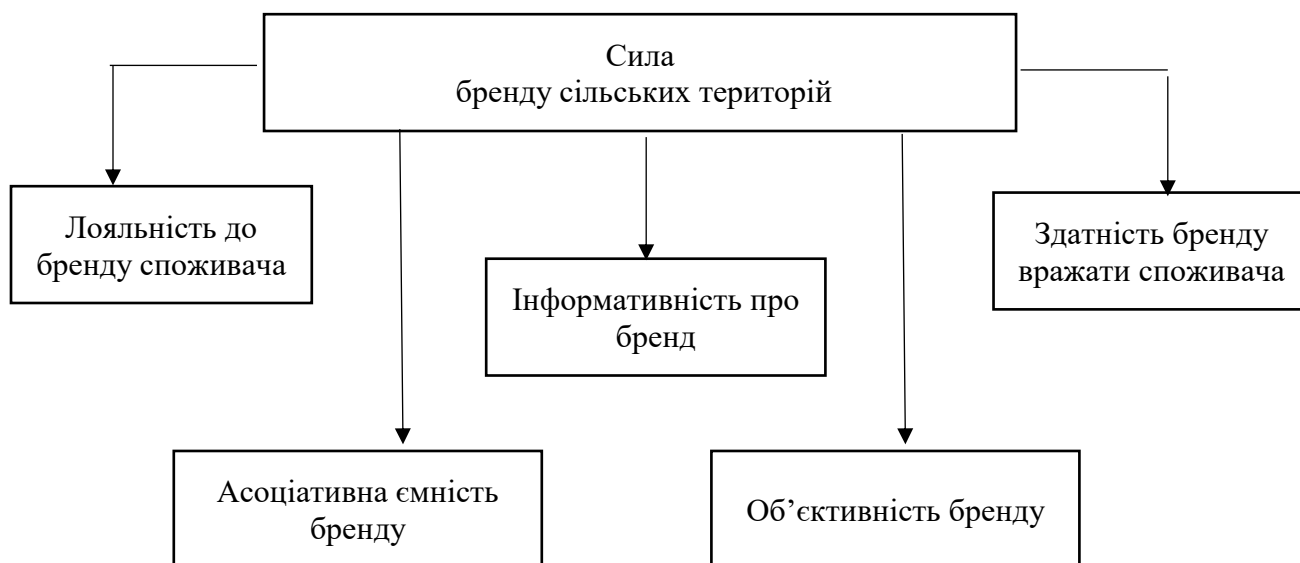 Сила
бренду сільських територій
Лояльність до
бренду споживача
Здатність бренду
вражати споживача
Інформативність про
бренд
Асоціативна ємність
бренду
Об’єктивність бренду